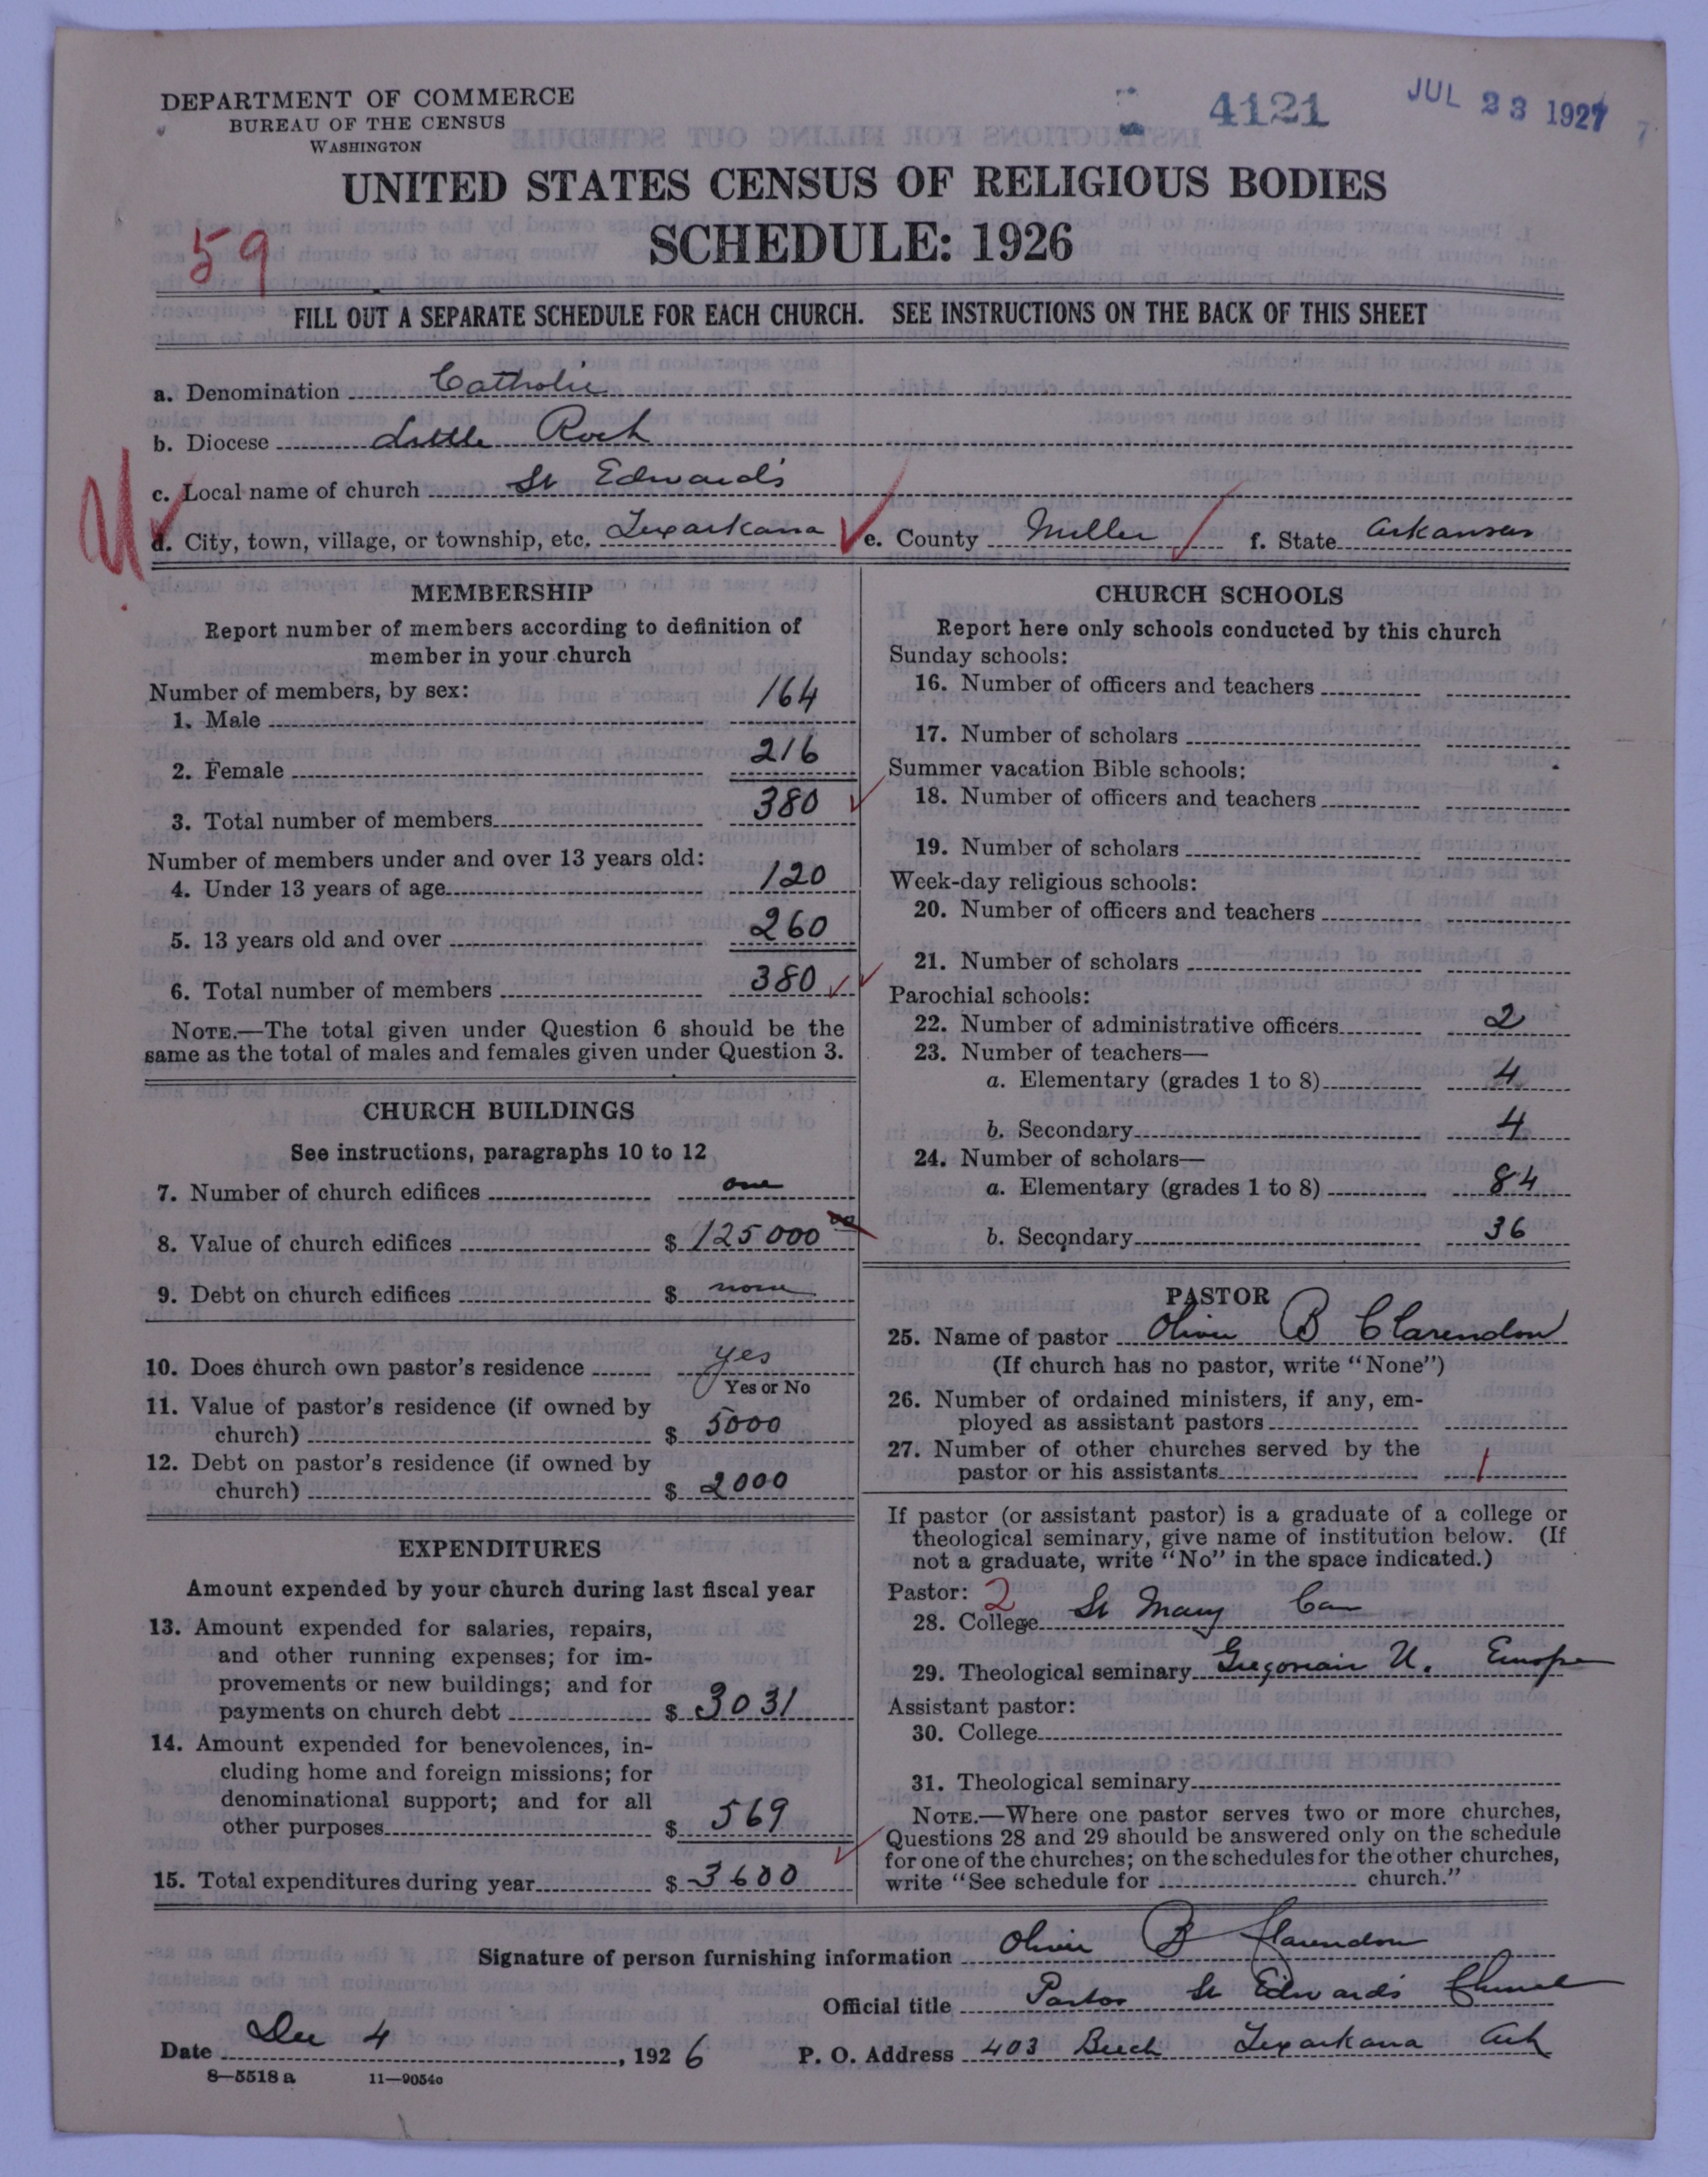 DEPARTMENT OF COMMERCE
BUREAU OF THE CENSUS
WASHINGTON
4121
JUL 23 1927
UNITED STATES CENSUS OF RELIGIOUS BODIES
59
SCHEDULE: 1926
FILL OUT A SEPARATE SCHEDULE FOR EACH CHURCH. SEE INSTRUCTIONS ON THE BACK OF THIS SHEET
a. Denomination Catholic
b. Diocese Little Rock
c. Local name of church St Edward's
d. City, town, village, or township, etc. Texarkana e. County Miller f. State Arkansas
MEMBERSHIP
Report number of members according to definition of
member in your church
Number of members, by sex:
1. Male 164
2. Female 216
3. Total number of members 380
Number of members under and over 13 years old:
4. Under 13 years of age 120
5. 13 years old and over 260
6. Total number of members 380
NOTE.—The total given under Question 6 should be the
same as the total of males and females given under Question 3.
CHURCH BUILDINGS
See instructions, paragraphs 10 to 12
7. Number of church edifices one
8. Value of church edifices $ 125000 00
9. Debt on church edifices $ none
10. Does church own pastor's residence yes
Yes or No
11. Value of pastor's residence (if owned by
church) $ 5000
12. Debt on pastor's residence (if owned by
church) $ 2000
EXPENDITURES
Amount expended by your church during last fiscal year
13. Amount expended for salaries, repairs,
and other running expenses; for im-
provements or new buildings; and for
payments on church debt $ 3031
14. Amount expended for benevolences, in-
cluding home and foreign missions; for
denominational support; and for all
other purposes $ 569
15. Total expenditures during year $ 3600
CHURCH SCHOOLS
Report here only schools conducted by this church
Sunday schools:
16. Number of officers and teachers
17. Number of scholars
Summer vacation Bible schools:
18. Number of officers and teachers
19. Number of scholars
Week-day religious schools:
20. Number of officers and teachers
21. Number of scholars
Parochial schools:
22. Number of administrative officers 2
23. Number of teachers—
a. Elementary (grades 1 to 8) 4
b. Secondary 4
24. Number of scholars—
a. Elementary (grades 1 to 8) 84
b. Secondary 36
PASTOR
25. Name of pastor Oliver B Clarendon
(If church has no pastor, write "None")
26. Number of ordained ministers, if any, em-
ployed as assistant pastors
27. Number of other churches served by the
pastor or his assistants 1
If pastor (or assistant pastor) is a graduate of a college or
theological seminary, give name of institution below. (If
not a graduate, write "No" in the space indicated.)
Pastor: 2
28. College St Mary Can
29. Theological seminary Gregorian U. Europe
Assistant pastor:
30. College
31. Theological seminary
NOTE.—Where one pastor serves two or more churches,
Questions 28 and 29 should be answered only on the schedule
for one of the churches; on the schedules for the other churches,
write "See schedule for church."
Signature of person furnishing information Oliver B Clarendon
Official title Pastor St Edward's Church
Date Dec 4, 1926 P. O. Address 403 Beech Texarkana Ark
8—5518 a 11—9054c